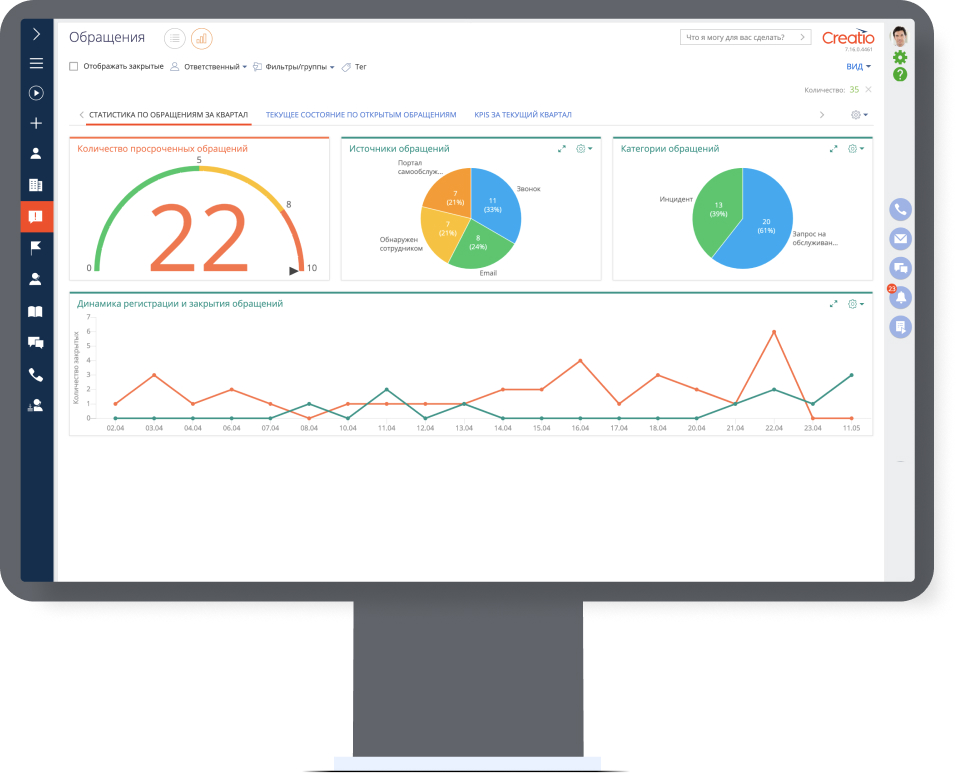 Обращения
Что я могу для вас сделать?
Creatio
7.16.0.4461
Отображать закрытые
Ответственный
Фильтры/группы
Тег
ВИД
Количество: 35
СТАТИСТИКА ПО ОБРАЩЕНИЯМ ЗА КВАРТАЛ
ТЕКУЩЕЕ СОСТОЯНИЕ ПО ОТКРЫТЫМ ОБРАЩЕНИЯМ
KPIS ЗА ТЕКУЩИЙ КВАРТАЛ
Количество просроченных обращений
5
8
22
0
10
Источники обращений
Портал
самообслуж...
7
(21%)
11
(33%)
Звонок
7
(21%)
8
(24%)
Обнаружен
сотрудником
Email
Категории обращений
Инцидент
13
(39%)
20
(61%)
Запрос на
обслуживан...
23
Динамика регистрации и закрытия обращений
Количество закрытых
7
6
5
4
3
2
1
0
02.04 03.04 04.04 06.04 07.04 08.04 10.04 11.04 12.04 13.04 14.04 15.04 16.04 17.04 18.04 20.04 21.04 22.04 23.04 11.05